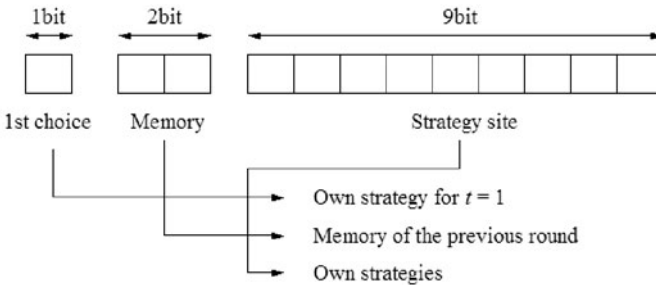 1bit 2bit 9bit
1st choice Memory Strategy site
Own strategy for t = 1
Memory of the previous round
Own strategies